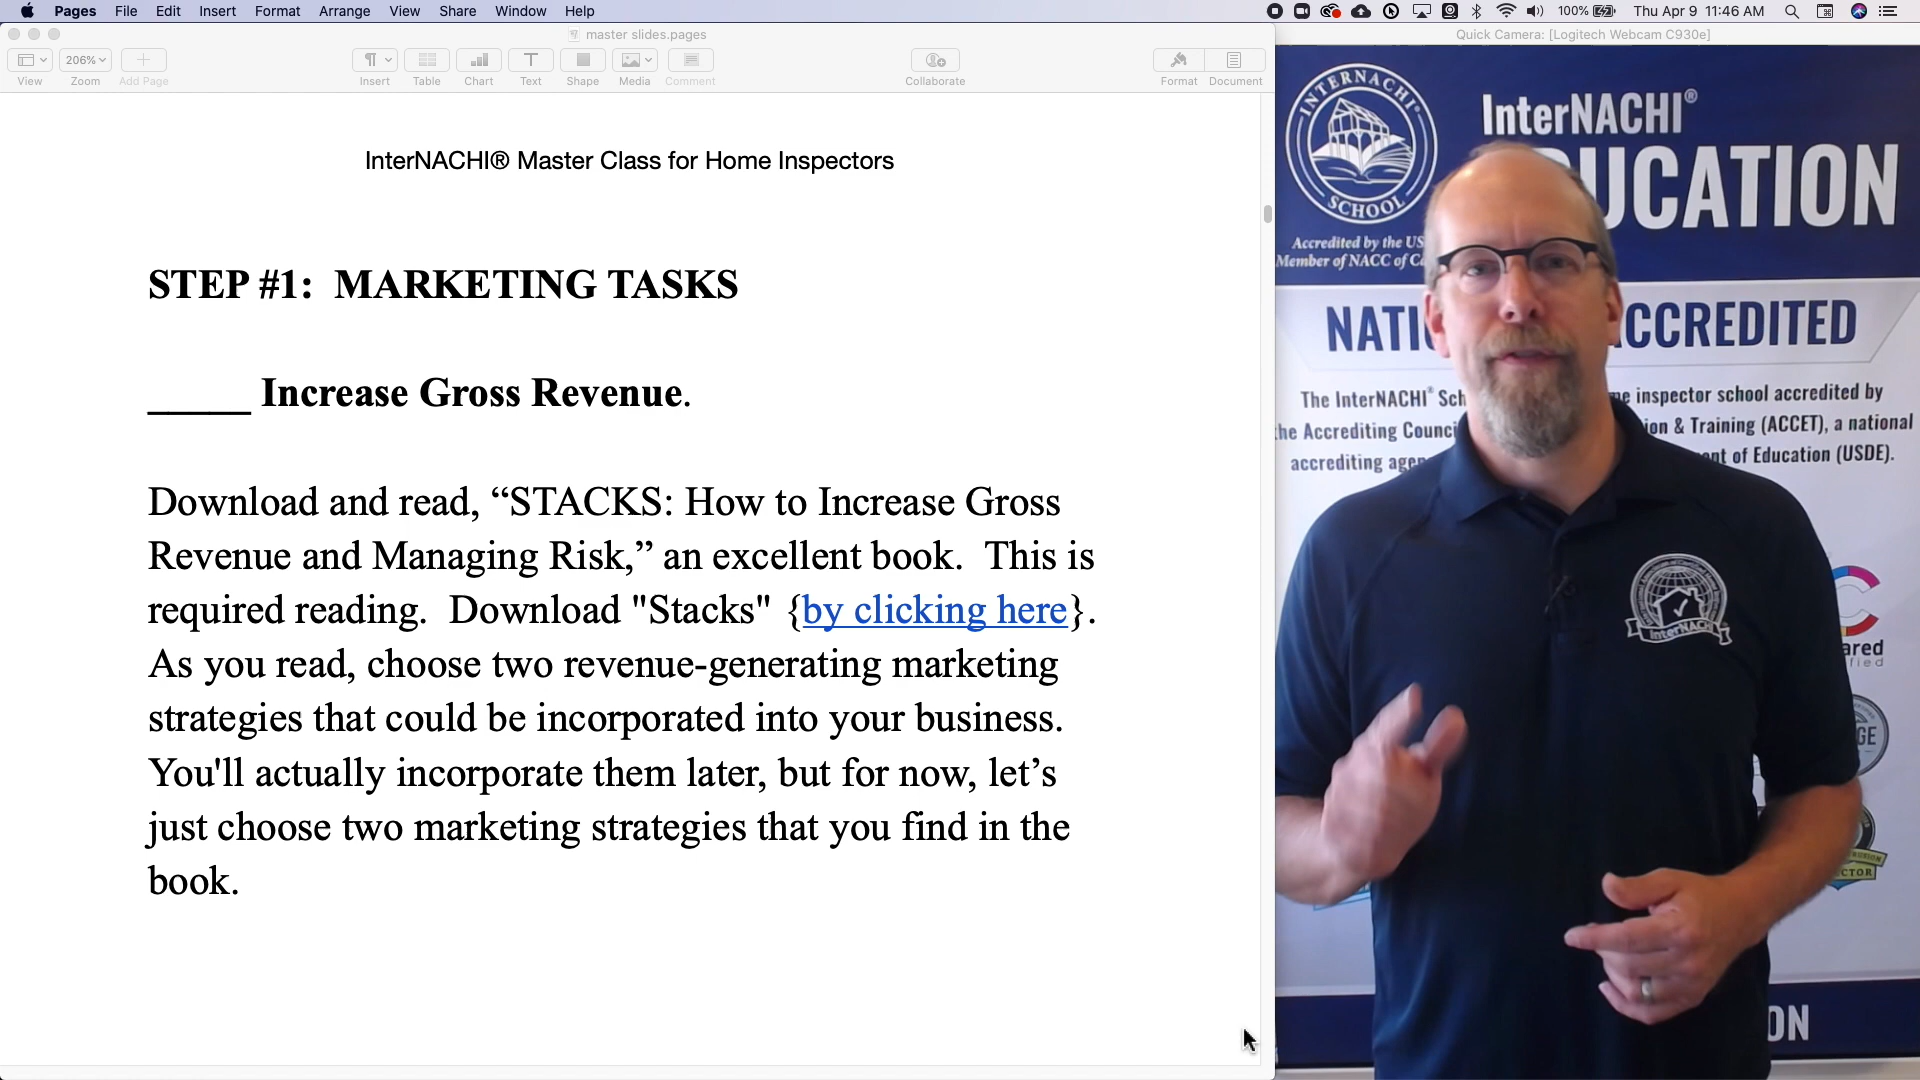 Pages File Edit Insert Format Arrange View Share Window Help
100% Thu Apr 9 11:46 AM
master slides.pages
Quick Camera: [Logitech Webcam C930e]
206%
View Zoom Add Page Insert Table Chart Text Shape Media Comment Collaborate Format Document
InterNACHI® Master Class for Home Inspectors
STEP #1: MARKETING TASKS
_____ Increase Gross Revenue.
Download and read, “STACKS: How to Increase Gross
Revenue and Managing Risk,” an excellent book. This is
required reading. Download "Stacks" {by clicking here}.
As you read, choose two revenue-generating marketing
strategies that could be incorporated into your business.
You'll actually incorporate them later, but for now, let’s
just choose two marketing strategies that you find in the
book.
INTERNACHI
SCHOOL
InterNACHI®
UCATION
Accredited by the US
Member of NACC of Ca
NATI CCREDITED
The InterNACHI® Sch e inspector school accredited by
he Accrediting Counci ion & Training (ACCET), a national
accrediting agen nt of Education (USDE).
InterNACHI
ared
fied
GE
CTOR
ON